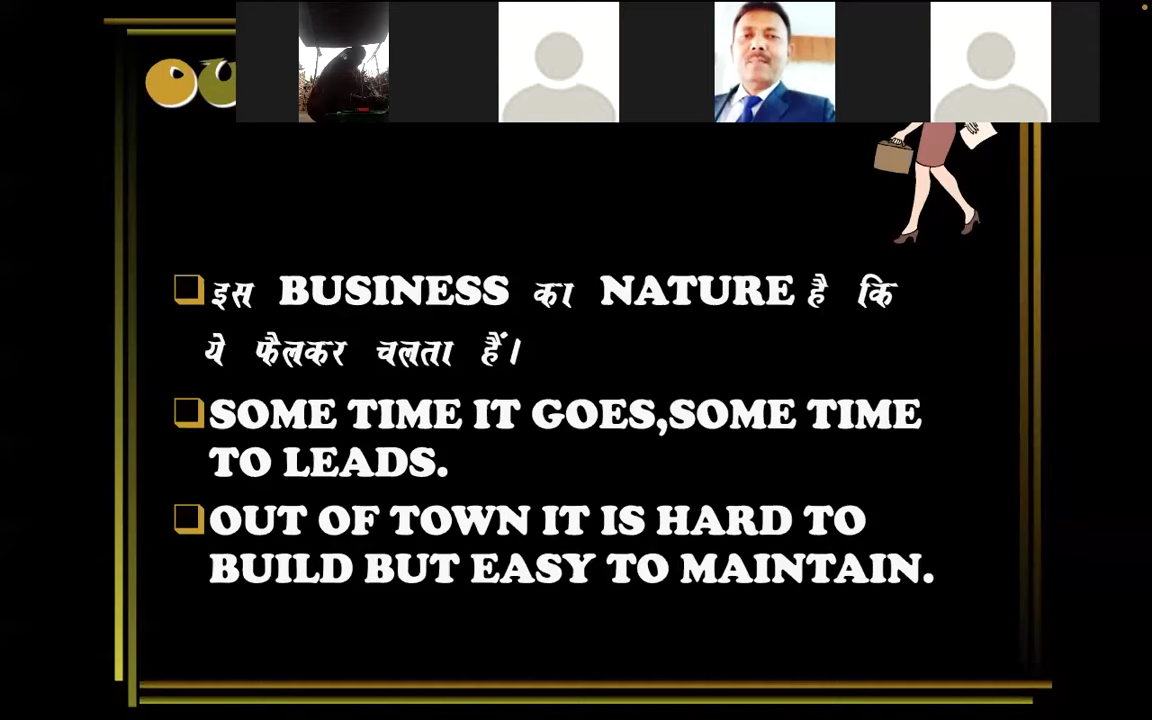 इस BUSINESS का NATURE है कि
ये फैलकर चलता हैं।
SOME TIME IT GOES,SOME TIME
TO LEADS.
OUT OF TOWN IT IS HARD TO
BUILD BUT EASY TO MAINTAIN.